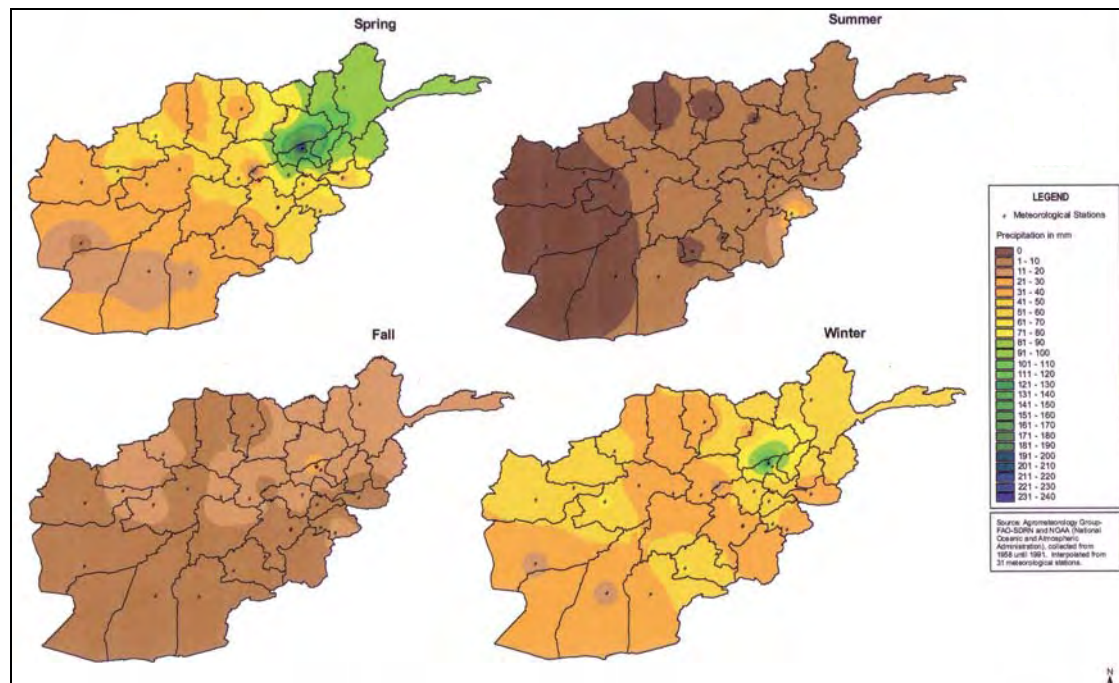 Spring
Summer
Fall
Winter
LEGEND
Meteorological Stations
Precipitation in mm
0
1 - 10
11 - 20
21 - 30
31 - 40
41 - 50
51 - 60
61 - 70
71 - 80
81 - 90
91 - 100
101 - 110
111 - 120
121 - 130
131 - 140
141 - 150
151 - 160
161 - 170
171 - 180
181 - 190
191 - 200
201 - 210
211 - 220
221 - 230
231 - 240
Source: Agrometeorology Group-
FAO-SDRN and NOAA (National
Oceanic and Atmospheric
Administration), collected from
1958 until 1991. Interpolated from
31 meteorological stations.
N